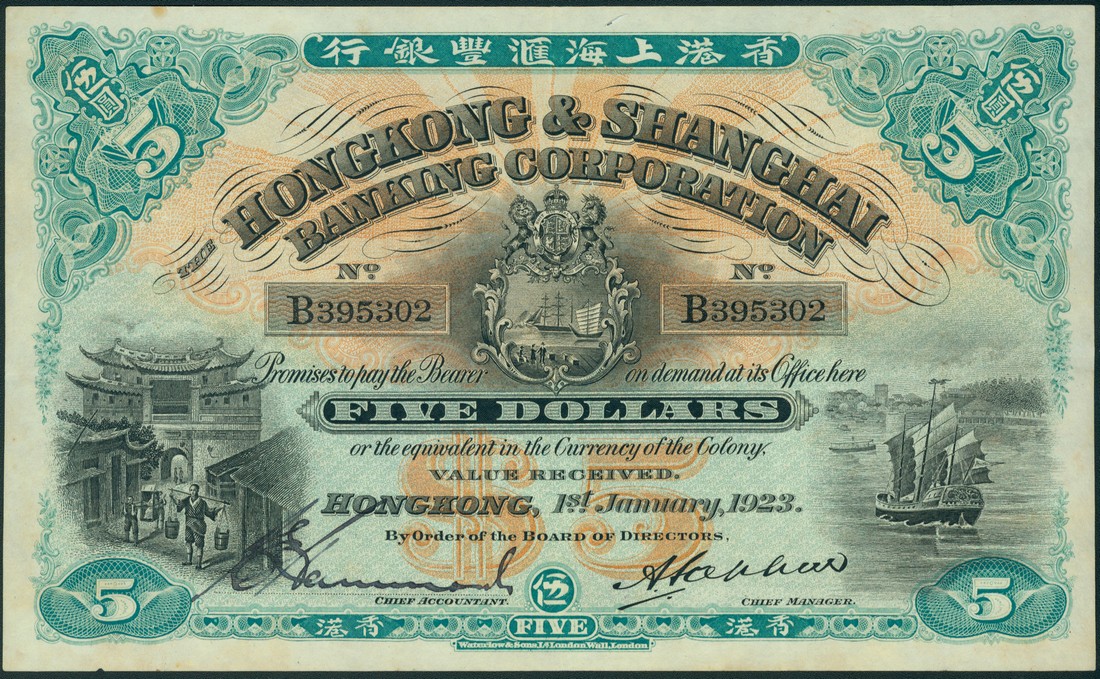 香港上海滙豐銀行
伍圓
5
伍圓
5
THE
HONGKONG & SHANGHAI
BANKING CORPORATION
No
B395302
No
B395302
Promises to pay the Bearer on demand at its Office here
FIVE DOLLARS
or the equivalent in the Currency of the Colony,
VALUE RECEIVED.
$5
HONGKONG, 1st. January, 1923.
By Order of the BOARD OF DIRECTORS,
CHIEF ACCOUNTANT.
伍
CHIEF MANAGER.
5
香港
FIVE
香港
5
Waterlow & Sons, Ld London Wall, London